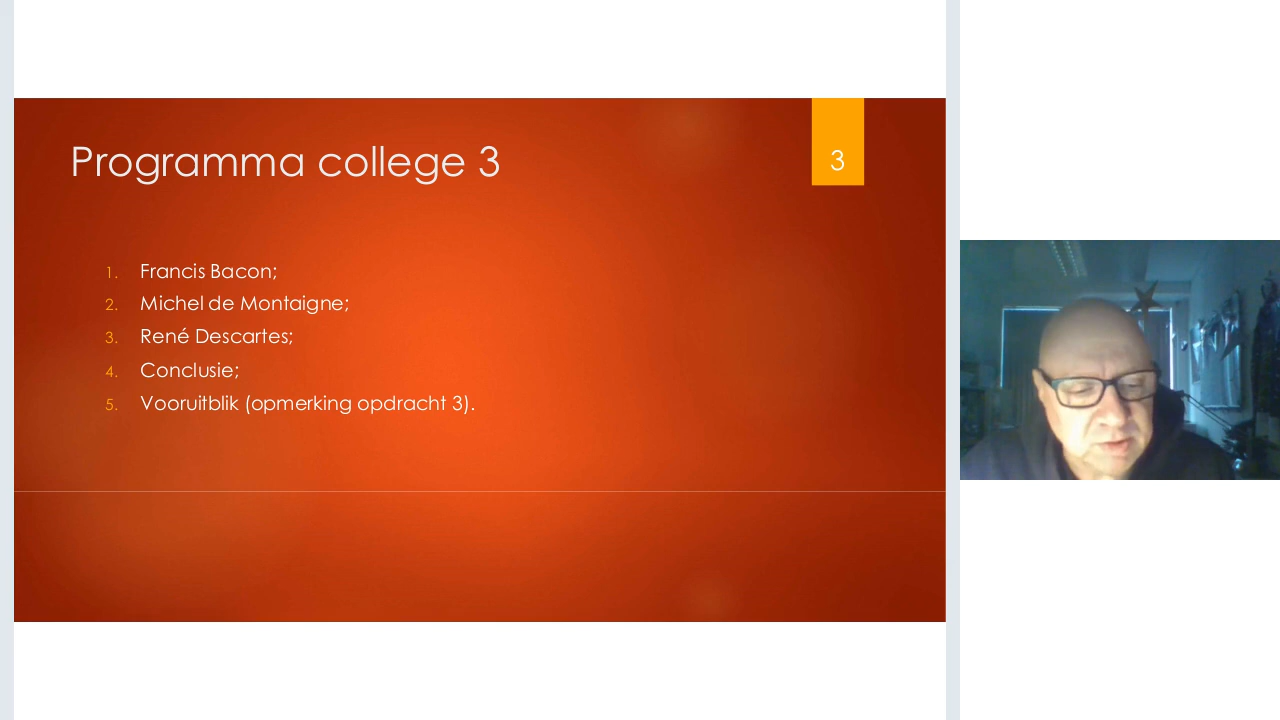 Programma college 3
3
1. Francis Bacon;
2. Michel de Montaigne;
3. René Descartes;
4. Conclusie;
5. Vooruitblik (opmerking opdracht 3).